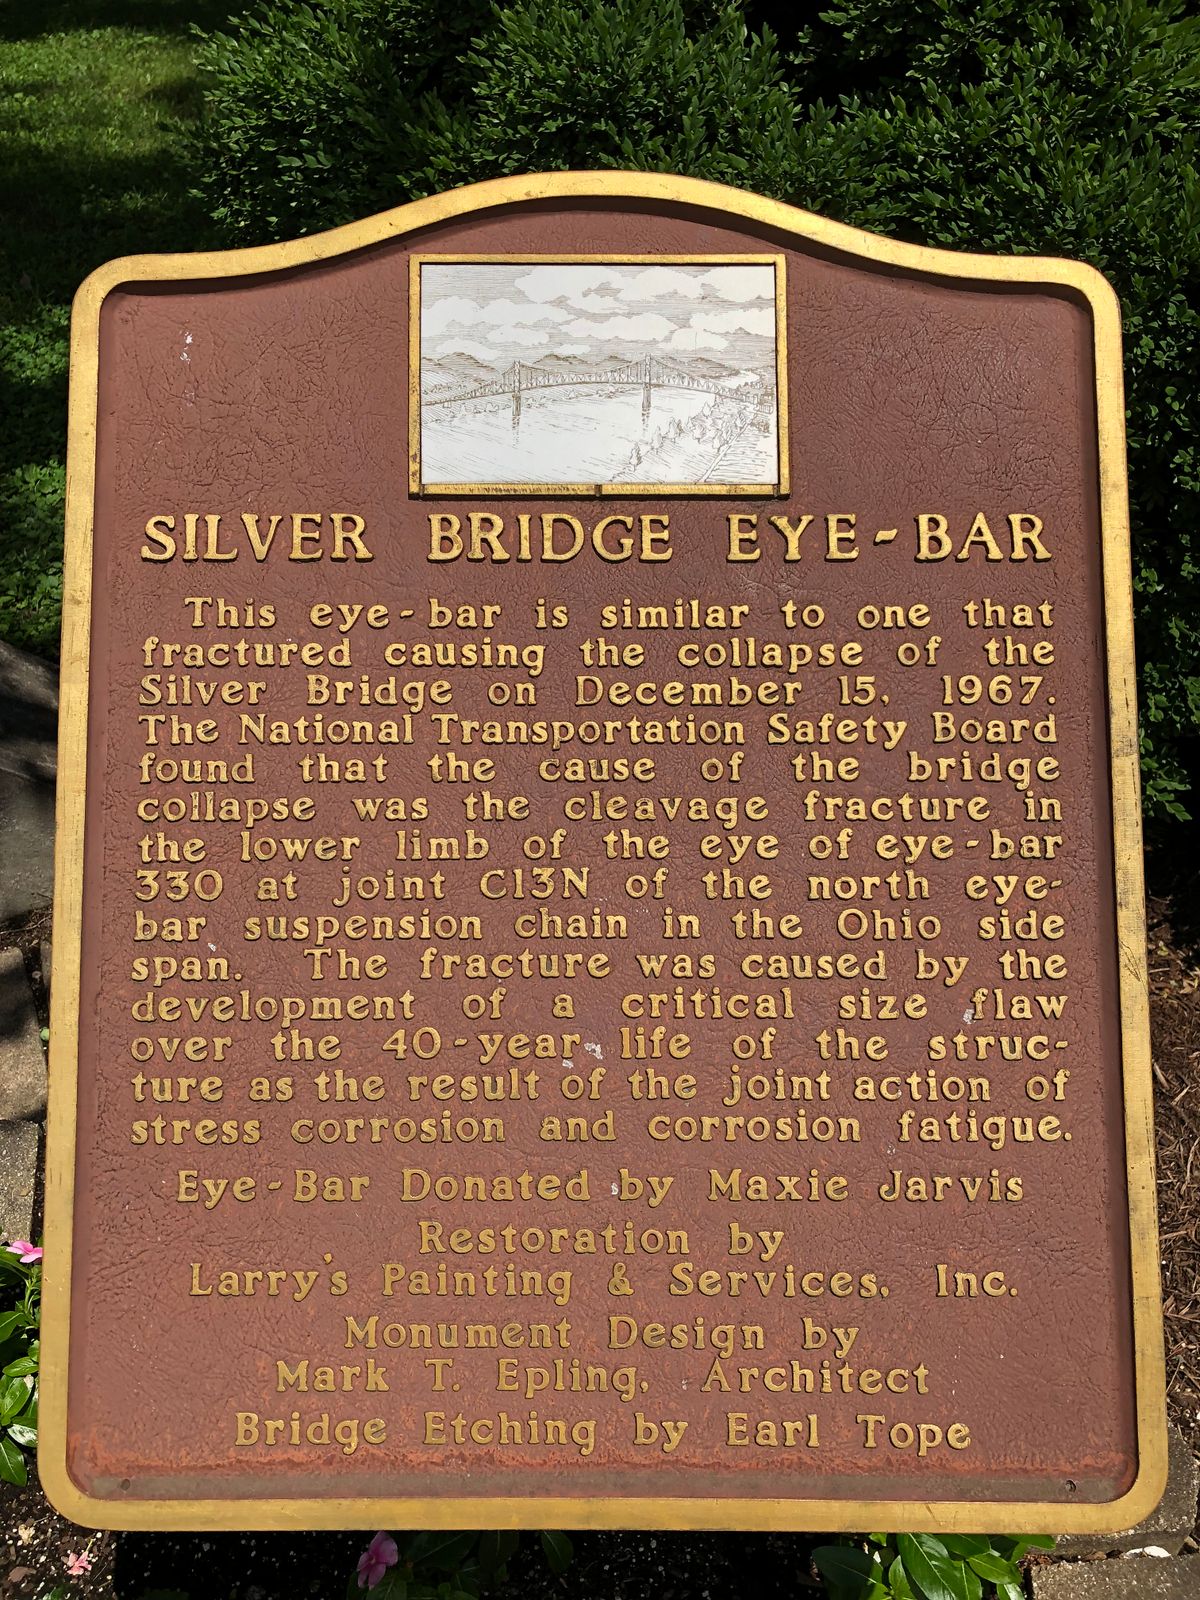 SILVER BRIDGE EYE-BAR
This eye-bar is similar to one that
fractured causing the collapse of the
Silver Bridge on December 15, 1967.
The National Transportation Safety Board
found that the cause of the bridge
collapse was the cleavage fracture in
the lower limb of the eye of eye-bar
330 at joint C13N of the north eye-
bar suspension chain in the Ohio side
span. The fracture was caused by the
development of a critical size flaw
over the 40-year life of the struc-
ture as the result of the joint action of
stress corrosion and corrosion fatigue.
Eye-Bar Donated by Maxie Jarvis
Restoration by
Larry's Painting & Services, Inc.
Monument Design by
Mark T. Epling, Architect
Bridge Etching by Earl Tope